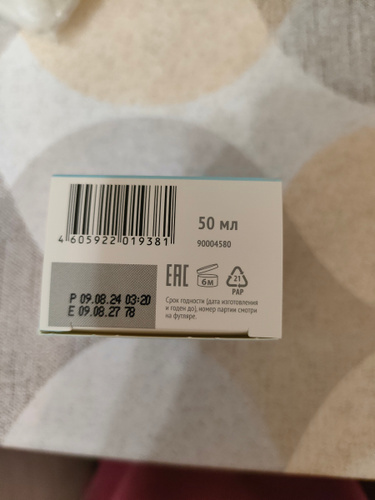 50 мл
4 605922 019381
90004580
EAC
6м
21
PAP
P 09.08.24 03:20
E 09.08.27 78
Срок годности (дата изготовления
и годен до), номер партии смотри
на футляре.